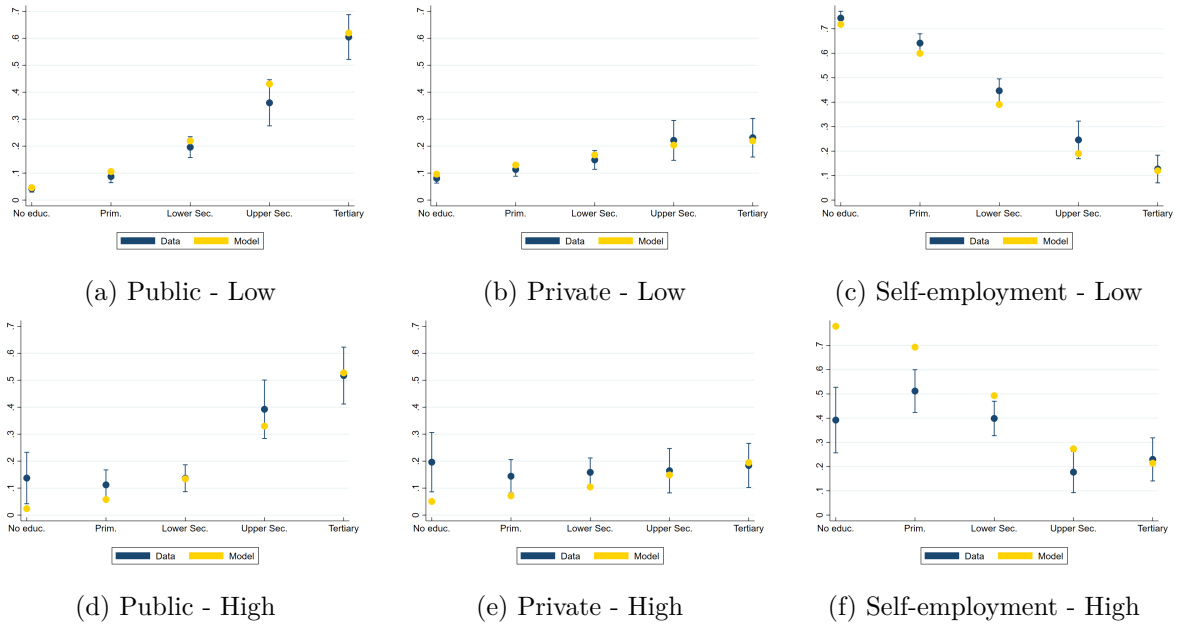 0 .1 .2 .3 .4 .5 .6 .7
No educ. Prim. Lower Sec. Upper Sec. Tertiary
Data Model
(a) Public - Low
0 .1 .2 .3 .4 .5 .6 .7
No educ. Prim. Lower Sec. Upper Sec. Tertiary
Data Model
(b) Private - Low
0 .1 .2 .3 .4 .5 .6 .7
No educ. Prim. Lower Sec. Upper Sec. Tertiary
Data Model
(c) Self-employment - Low
0 .1 .2 .3 .4 .5 .6 .7
No educ. Prim. Lower Sec. Upper Sec. Tertiary
Data Model
(d) Public - High
0 .1 .2 .3 .4 .5 .6 .7
No educ. Prim. Lower Sec. Upper Sec. Tertiary
Data Model
(e) Private - High
0 .1 .2 .3 .4 .5 .6 .7
No educ. Prim. Lower Sec. Upper Sec. Tertiary
Data Model
(f) Self-employment - High